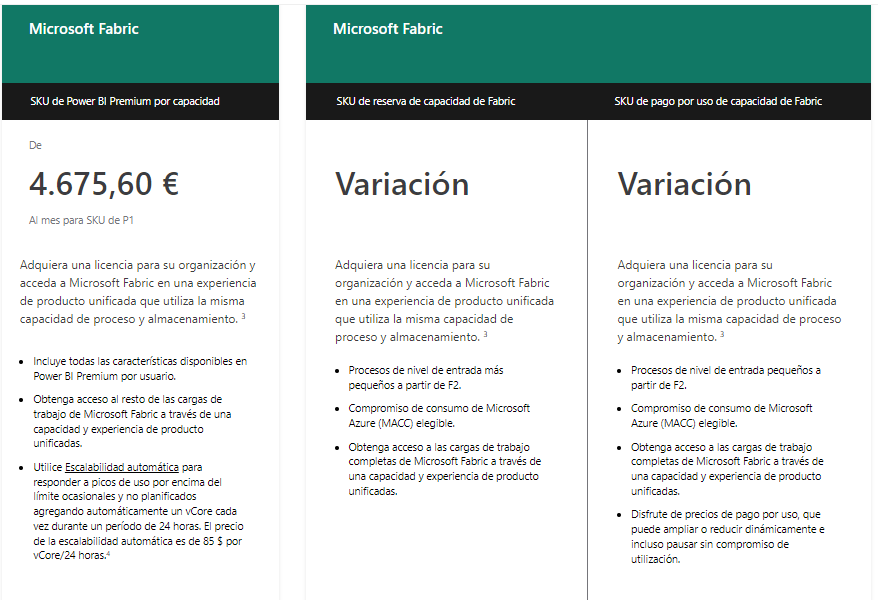 Microsoft Fabric
SKU de Power BI Premium por capacidad
De
4.675,60 €
Al mes para SKU de P1
Adquiera una licencia para su organización y
acceda a Microsoft Fabric en una experiencia
de producto unificada que utiliza la misma
capacidad de proceso y almacenamiento. ³
• Incluye todas las características disponibles en
Power BI Premium por usuario.
• Obtenga acceso al resto de las cargas de
trabajo de Microsoft Fabric a través de una
capacidad y experiencia de producto
unificadas.
• Utilice Escalabilidad automática para
responder a picos de uso por encima del
límite ocasionales y no planificados
agregando automáticamente un vCore cada
vez durante un período de 24 horas. El precio
de la escalabilidad automática es de 85 $ por
vCore/24 horas.⁴
Microsoft Fabric
SKU de reserva de capacidad de Fabric
Variación
Adquiera una licencia para su
organización y acceda a Microsoft Fabric
en una experiencia de producto unificada
que utiliza la misma capacidad de
proceso y almacenamiento. ³
• Procesos de nivel de entrada más
pequeños a partir de F2.
• Compromiso de consumo de Microsoft
Azure (MACC) elegible.
• Obtenga acceso a las cargas de trabajo
completas de Microsoft Fabric a través de
una capacidad y experiencia de producto
unificadas.
SKU de pago por uso de capacidad de Fabric
Variación
Adquiera una licencia para su
organización y acceda a Microsoft Fabric
en una experiencia de producto unificada
que utiliza la misma capacidad de proceso
y almacenamiento. ³
• Procesos de nivel de entrada pequeños a
partir de F2.
• Compromiso de consumo de Microsoft
Azure (MACC) elegible.
• Obtenga acceso a las cargas de trabajo
completas de Microsoft Fabric a través de
una capacidad y experiencia de producto
unificadas.
• Disfrute de precios de pago por uso, que
puede ampliar o reducir dinámicamente e
incluso pausar sin compromiso de
utilización.